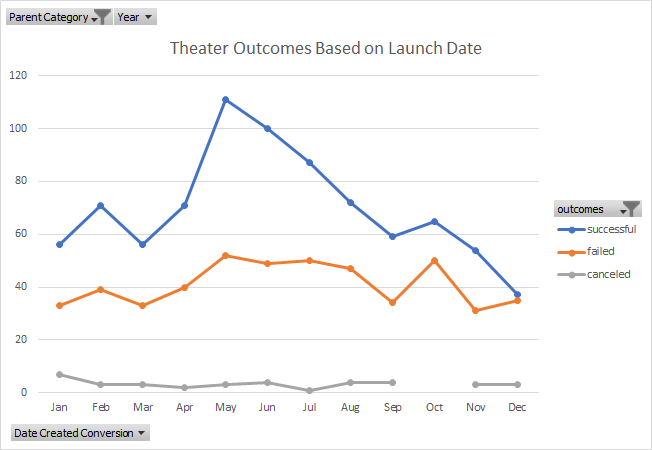 Parent Category Year
Theater Outcomes Based on Launch Date
120
100
80
60
40
20
0
Jan Feb Mar Apr May Jun Jul Aug Sep Oct Nov Dec
outcomes
successful
failed
canceled
Date Created Conversion